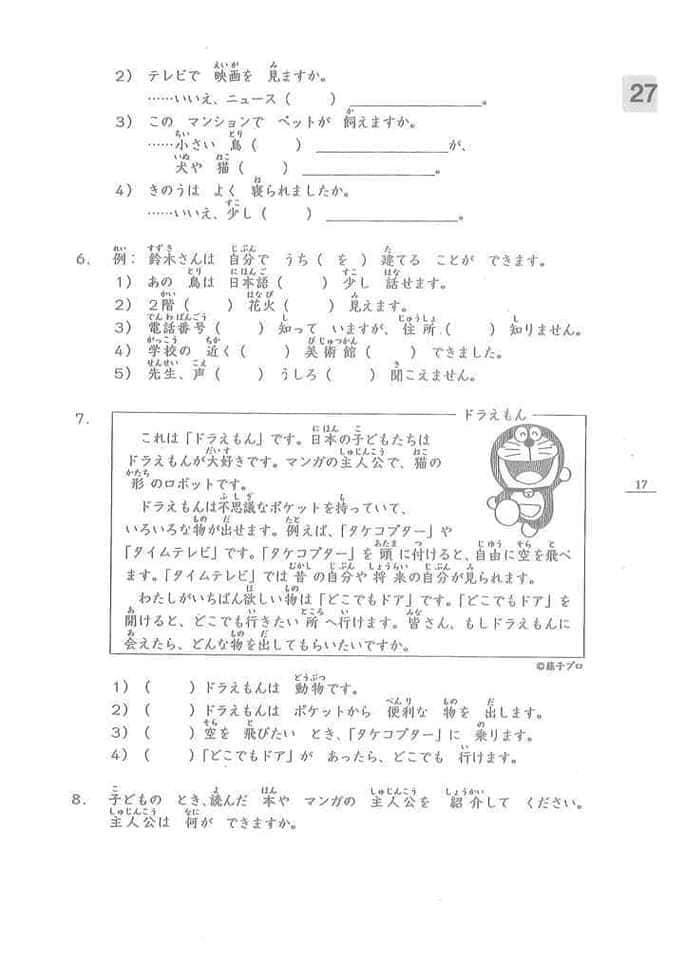 2) テレビで 映画を 見ますか。
……いいえ、ニュース( ) 。
27
3) この マンションで ペットが 飼えますか。
……小さい 鳥( ) が、
犬や 猫( ) 。
4) きのうは よく 寝られましたか。
……いいえ、少し( ) 。
6. 例: 鈴木さんは 自分で うち( を ) 建てる ことが できます。
1) あの 鳥は 日本語( ) 少し 話せます。
2) 2階( ) 花火( ) 見えます。
3) 電話番号( ) 知って いますが、住所( ) 知りません。
4) 学校の 近く( ) 美術館( ) できました。
5) 先生、声( ) うしろ( ) 聞こえません。
7.
ドラえもん
これは「ドラえもん」です。日本の子どもたちは
ドラえもんが大好きです。マンガの主人公で、猫の
形のロボットです。
ドラえもんは不思議なポケットを持っていて、
いろいろな物が出せます。例えば、「タケコプター」や
「タイムテレビ」です。「タケコプター」を頭に付けると、自由に空を飛べ
ます。「タイムテレビ」では昔の自分や将来の自分が見られます。
わたしがいちばん欲しい物は「どこでもドア」です。「どこでもドア」を
開けると、どこでも行きたい所へ行けます。皆さん、もしドラえもんに
会えたら、どんな物を出してもらいたいですか。
©藤子プロ
17
1) ( ) ドラえもんは 動物です。
2) ( ) ドラえもんは ポケットから 便利な 物を 出します。
3) ( ) 空を 飛びたい とき、「タケコプター」に 乗ります。
4) ( )「どこでもドア」が あったら、どこでも 行けます。
8. 子どもの とき、読んだ 本や マンガの 主人公を 紹介して ください。
主人公は 何が できますか。